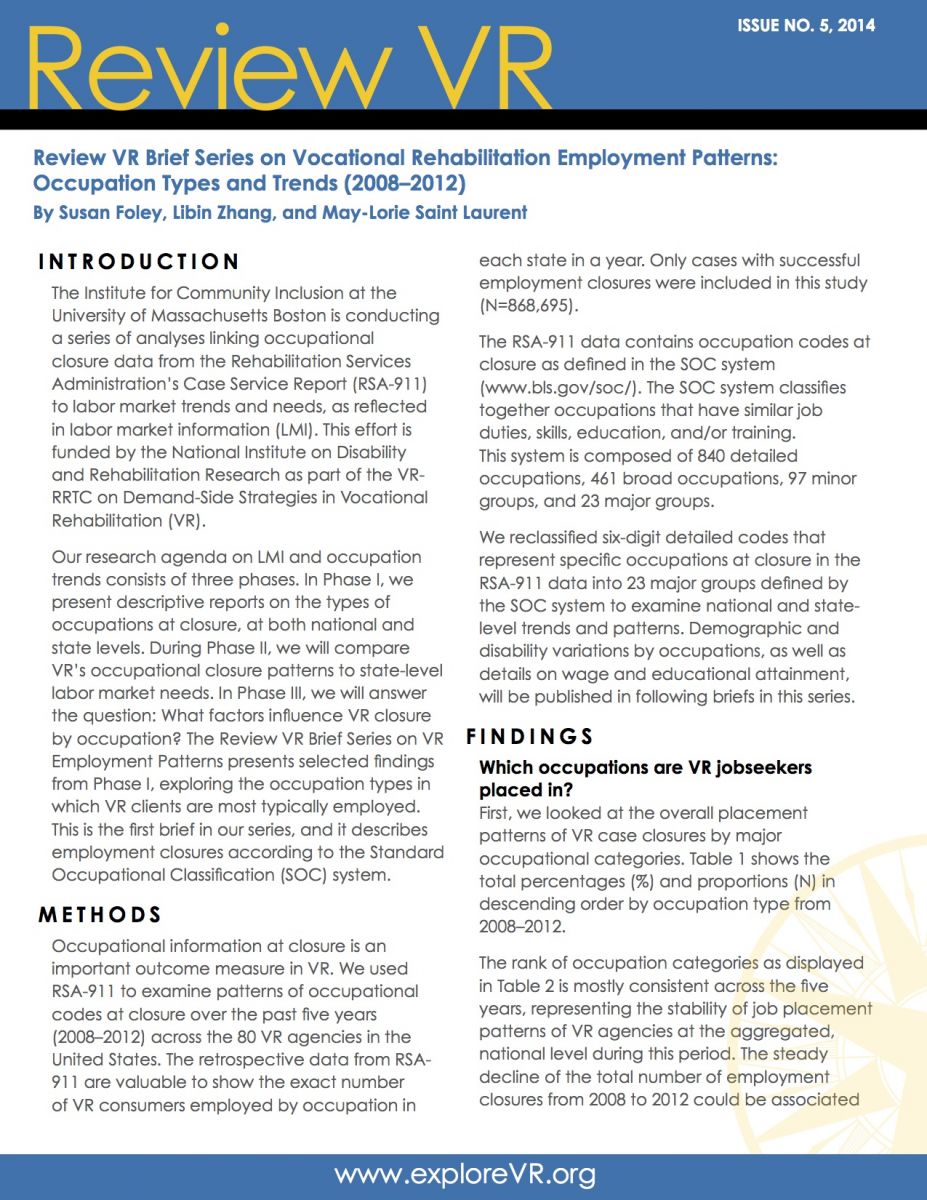 ISSUE NO. 5, 2014
Review VR
Review VR Brief Series on Vocational Rehabilitation Employment Patterns:
Occupation Types and Trends (2008–2012)
By Susan Foley, Libin Zhang, and May-Lorie Saint Laurent
INTRODUCTION
The Institute for Community Inclusion at the
University of Massachusetts Boston is conducting
a series of analyses linking occupational
closure data from the Rehabilitation Services
Administration's Case Service Report (RSA-911)
to labor market trends and needs, as reflected
in labor market information (LMI). This effort is
funded by the National Institute on Disability
and Rehabilitation Research as part of the VR-
RRTC on Demand-Side Strategies in Vocational
Rehabilitation (VR).
Our research agenda on LMI and occupation
trends consists of three phases. In Phase I, we
present descriptive reports on the types of
occupations at closure, at both national and
state levels. During Phase II, we will compare
VR's occupational closure patterns to state-level
labor market needs. In Phase III, we will answer
the question: What factors influence VR closure
by occupation? The Review VR Brief Series on VR
Employment Patterns presents selected findings
from Phase I, exploring the occupation types in
which VR clients are most typically employed.
This is the first brief in our series, and it describes
employment closures according to the Standard
Occupational Classification (SOC) system.
METHODS
Occupational information at closure is an
important outcome measure in VR. We used
RSA-911 to examine patterns of occupational
codes at closure over the past five years
(2008–2012) across the 80 VR agencies in the
United States. The retrospective data from RSA-
911 are valuable to show the exact number
of VR consumers employed by occupation in
each state in a year. Only cases with successful
employment closures were included in this study
(N=868,695).
The RSA-911 data contains occupation codes at
closure as defined in the SOC system
(www.bls.gov/soc/). The SOC system classifies
together occupations that have similar job
duties, skills, education, and/or training.
This system is composed of 840 detailed
occupations, 461 broad occupations, 97 minor
groups, and 23 major groups.
We reclassified six-digit detailed codes that
represent specific occupations at closure in the
RSA-911 data into 23 major groups defined by
the SOC system to examine national and state-
level trends and patterns. Demographic and
disability variations by occupations, as well as
details on wage and educational attainment,
will be published in following briefs in this series.
FINDINGS
Which occupations are VR jobseekers
placed in?
First, we looked at the overall placement
patterns of VR case closures by major
occupational categories. Table 1 shows the
total percentages (%) and proportions (N) in
descending order by occupation type from
2008–2012.
The rank of occupation categories as displayed
in Table 2 is mostly consistent across the five
years, representing the stability of job placement
patterns of VR agencies at the aggregated,
national level during this period. The steady
decline of the total number of employment
closures from 2008 to 2012 could be associated
www.exploreVR.org